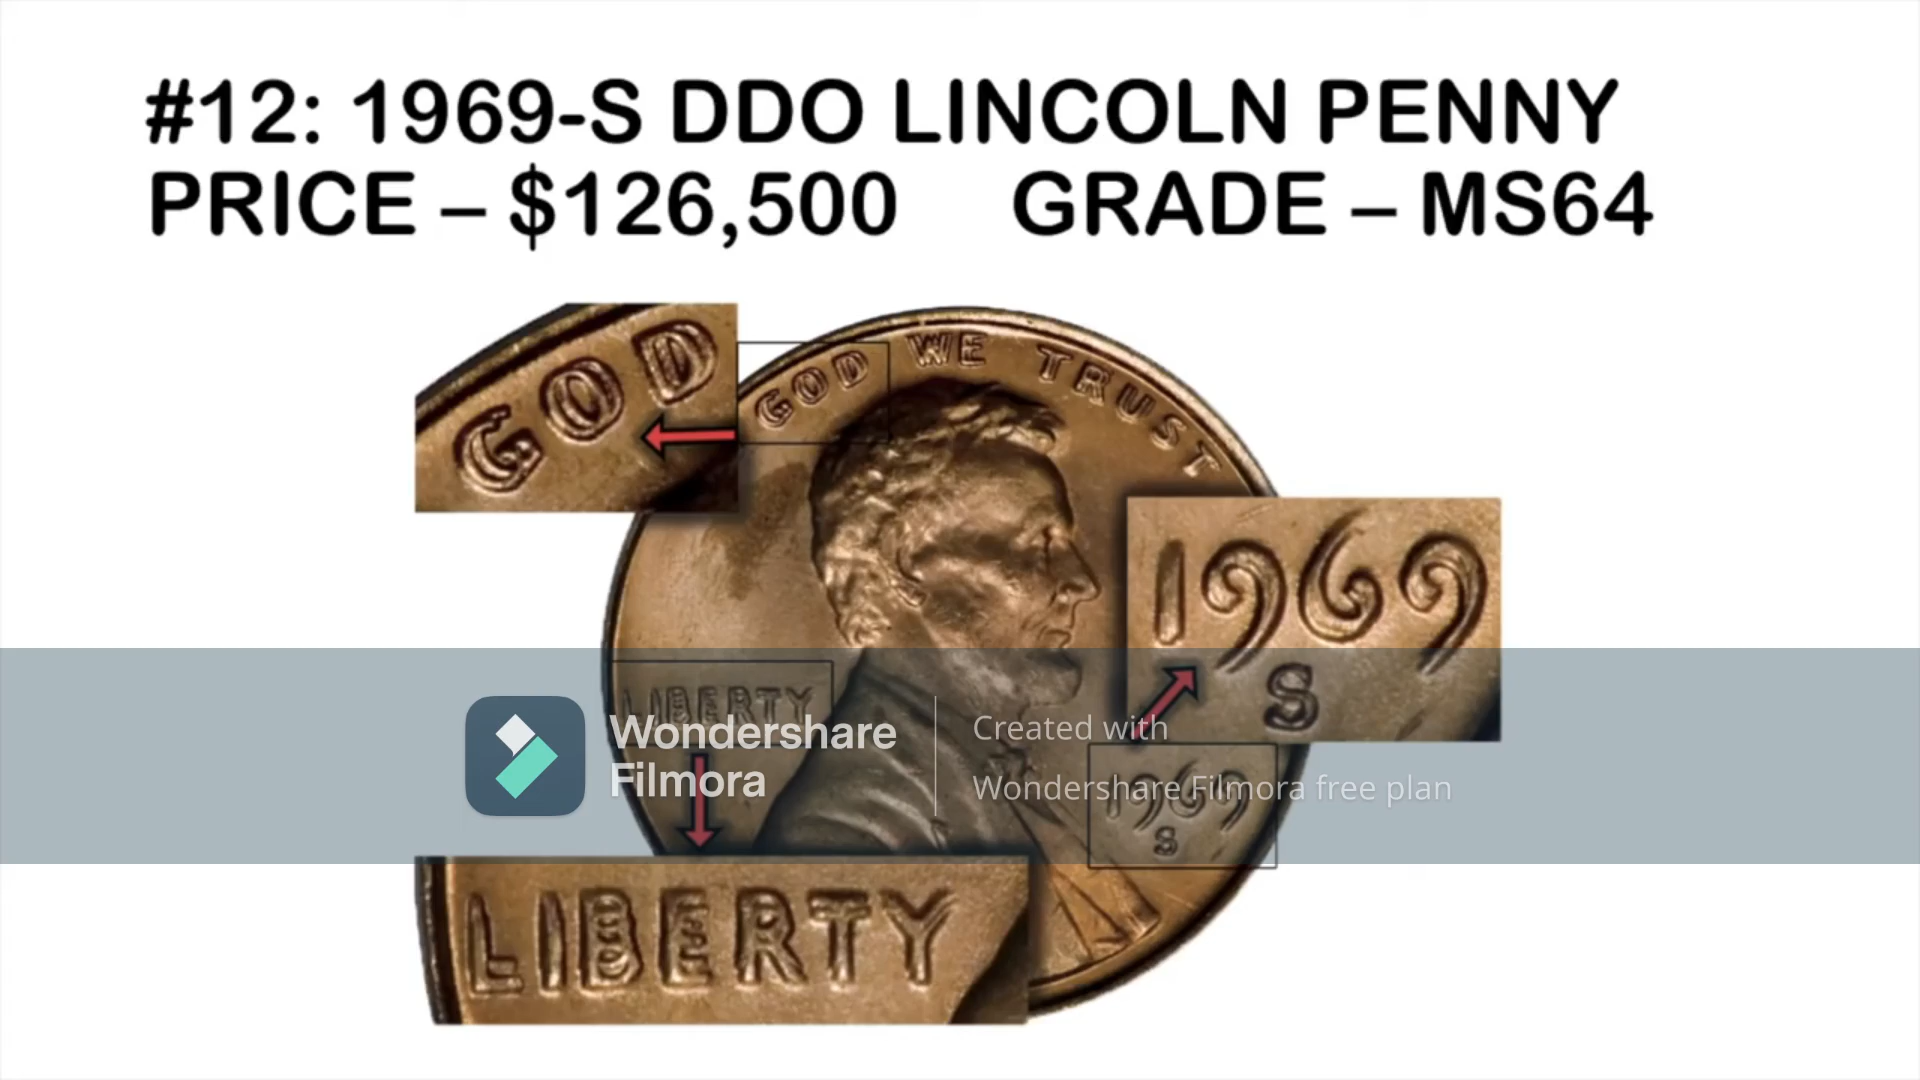 #12: 1969-S DDO LINCOLN PENNY
PRICE – $126,500 GRADE – MS64
GOD
GOD WE TRUST
1969
S
LIBERTY
Wondershare
Filmora
Created with
Wondershare Filmora free plan
1969
S
LIBERTY